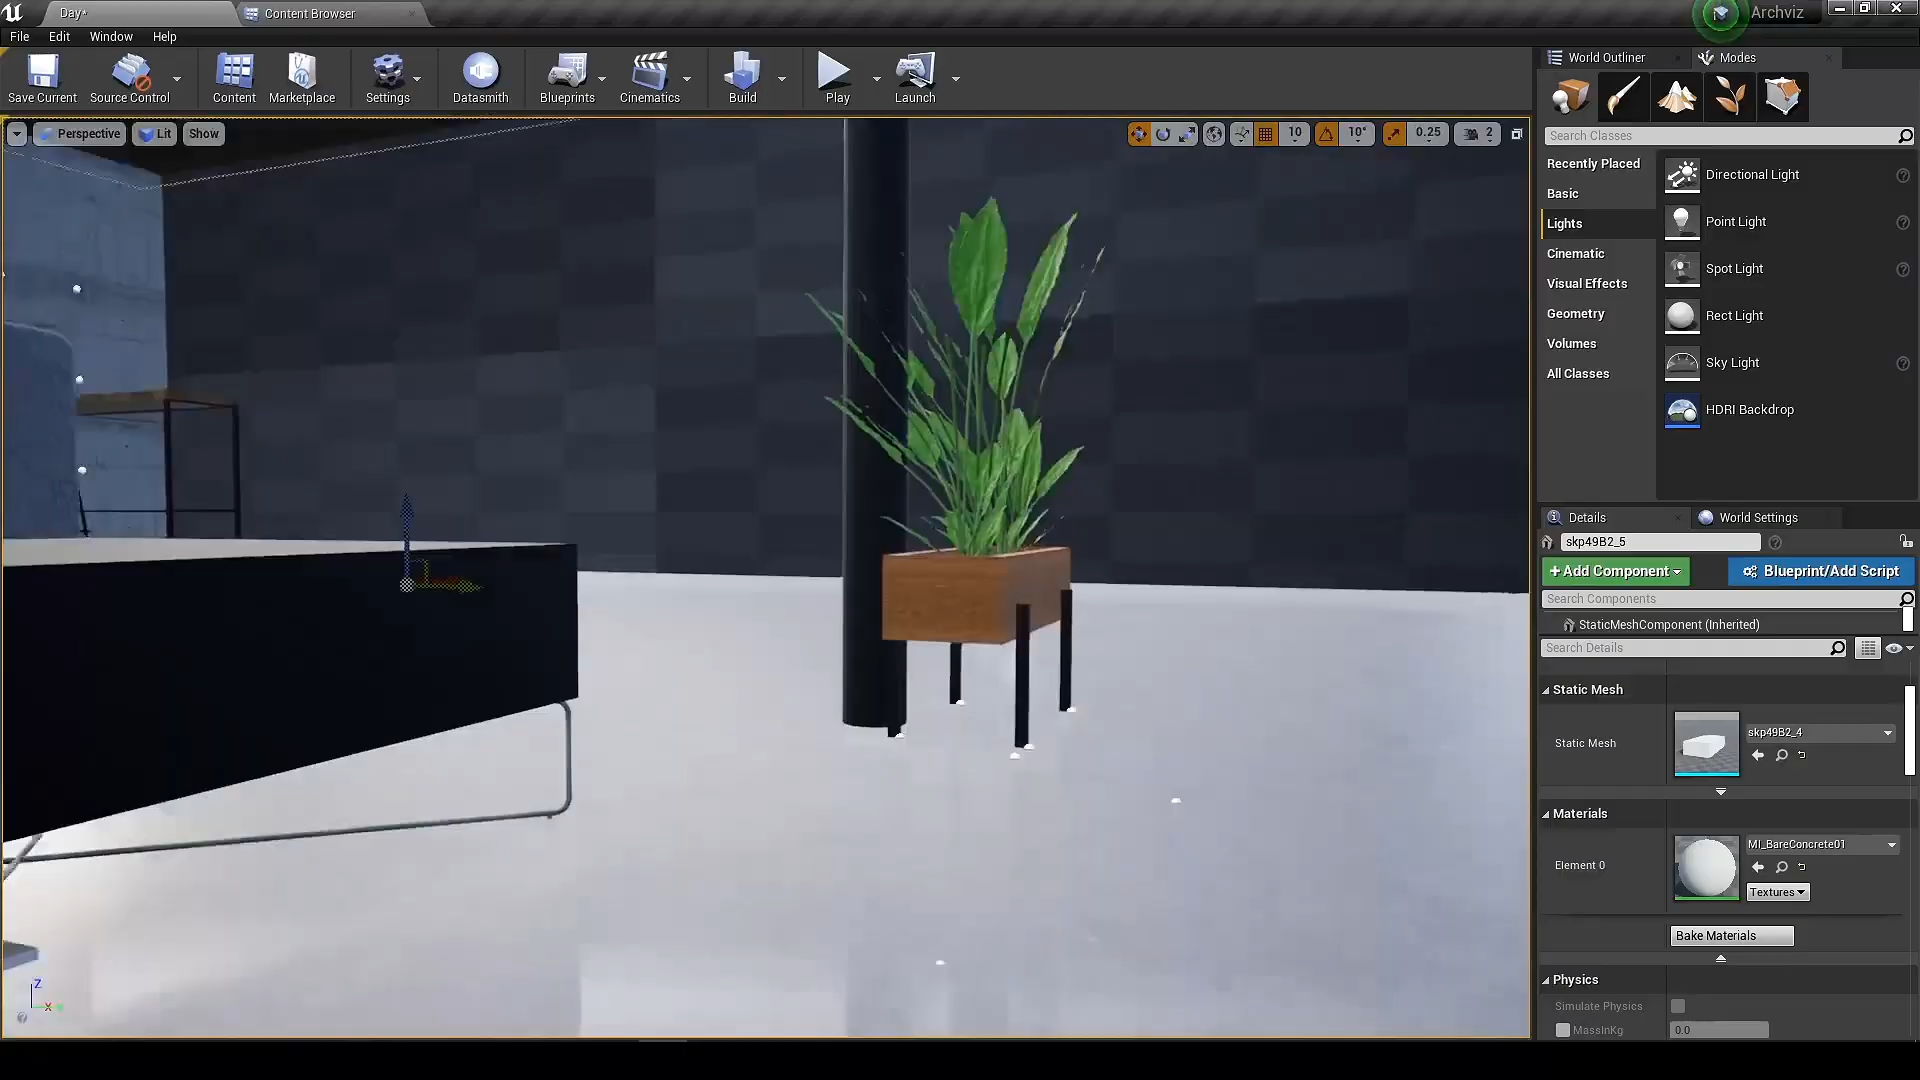 Day*
Content Browser
Archviz
File Edit Window Help
Save Current
Source Control
Content
Marketplace
Settings
Datasmith
Blueprints
Cinematics
Build
Play
Launch
World Outliner
Modes
Perspective
Lit
Show
10
10°
0.25
2
Search Classes
Recently Placed
Basic
Lights
Cinematic
Visual Effects
Geometry
Volumes
All Classes
Directional Light
Point Light
Spot Light
Rect Light
Sky Light
HDRI Backdrop
Details
World Settings
skp49B2_5
+Add Component
Blueprint/Add Script
Search Components
StaticMeshComponent (Inherited)
Search Details
Static Mesh
Static Mesh
skp49B2_4
Materials
Element 0
MI_BareConcrete01
Textures
Bake Materials
Physics
Simulate Physics
MassInKg
0.0
Z
X
Y